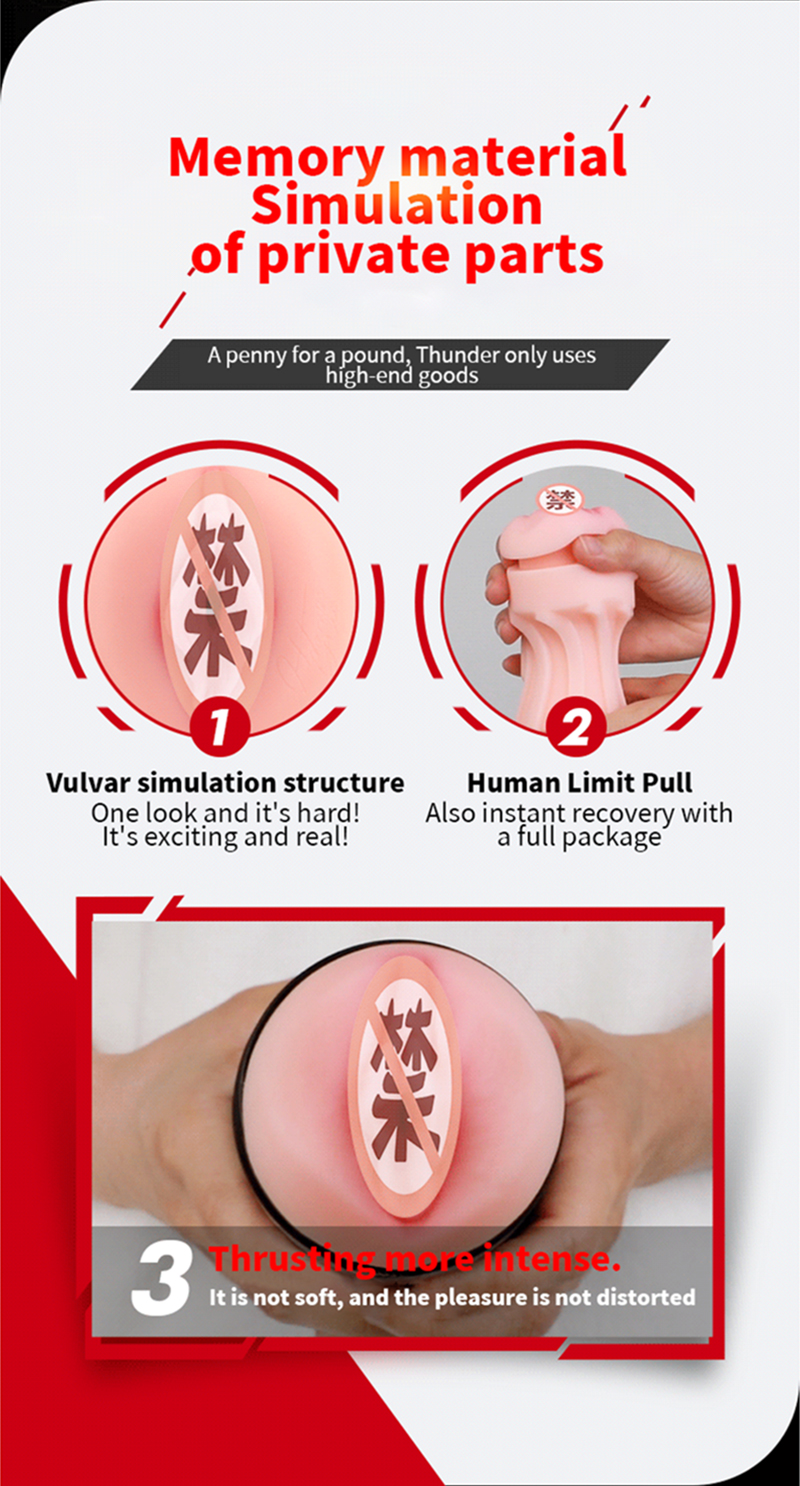 Memory material
Simulation
of private parts
A penny for a pound, Thunder only uses
high-end goods
禁
禁
1
2
Vulvar simulation structure
One look and it's hard!
It's exciting and real!
Human Limit Pull
Also instant recovery with
a full package
禁
3
Thrusting more intense.
It is not soft, and the pleasure is not distorted